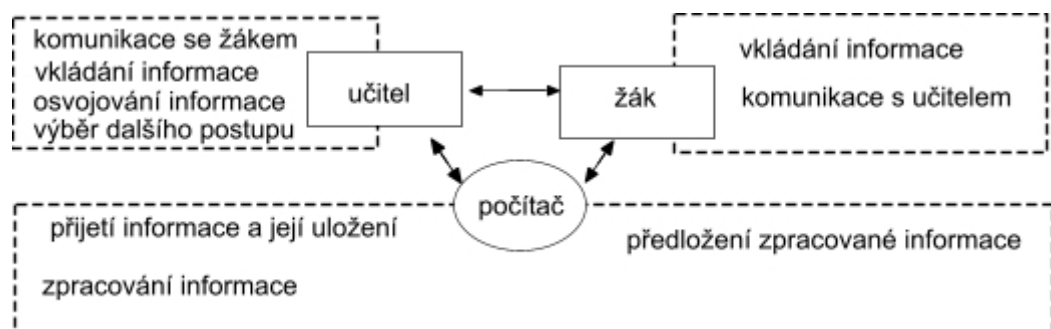 komunikace se žákem
vkládání informace
osvojování informace
výběr dalšího postupu
učitel
žák
vkládání informace
komunikace s učitelem
počítač
přijetí informace a její uložení
zpracování informace
předložení zpracované informace